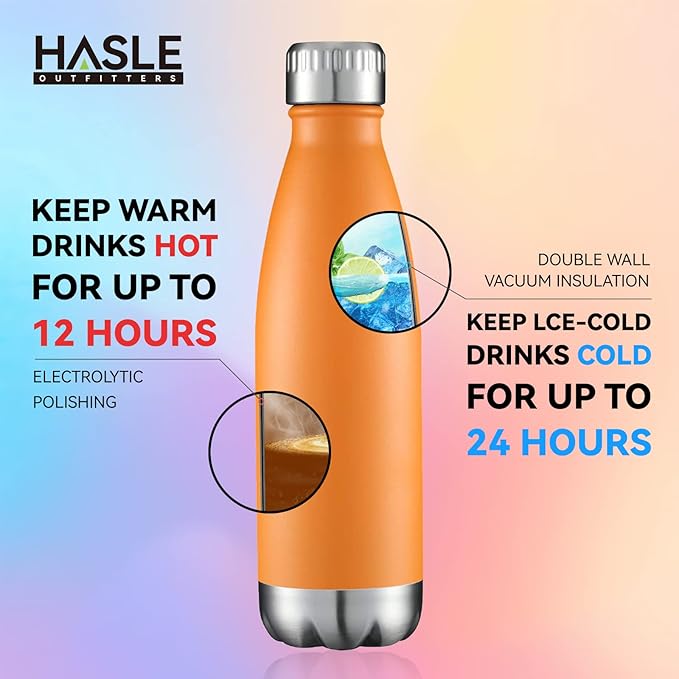 HASLE
OUTFITTERS
KEEP WARM
DRINKS HOT
FOR UP TO
12 HOURS
ELECTROLYTIC
POLISHING
DOUBLE WALL
VACUUM INSULATION
KEEP LCE-COLD
DRINKS COLD
FOR UP TO
24 HOURS